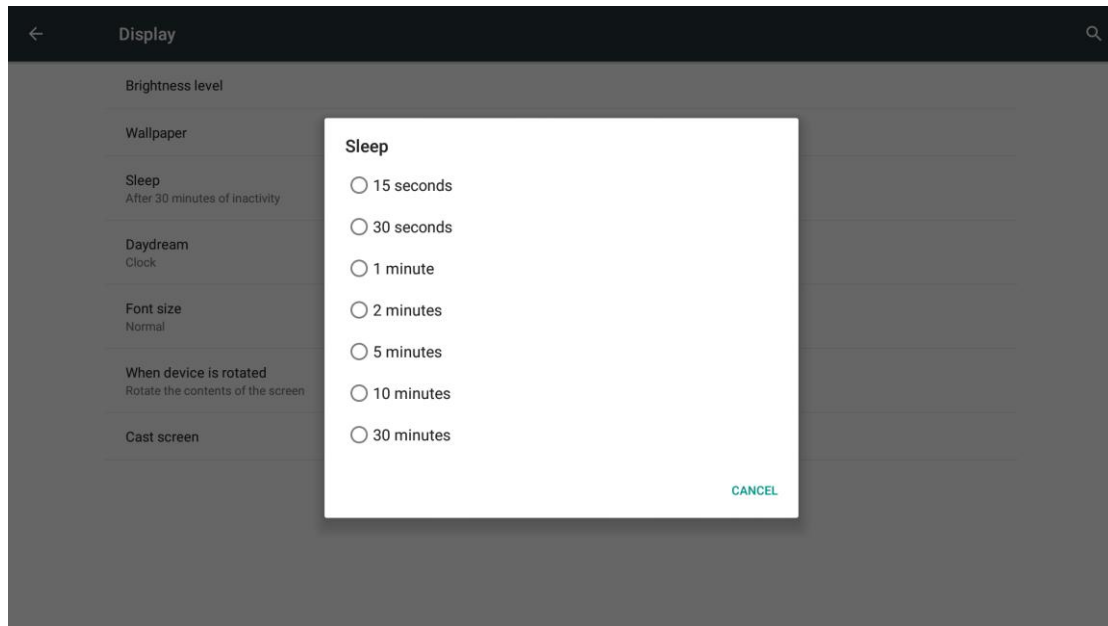 Display
Brightness level
Wallpaper
Sleep
After 30 minutes of inactivity
Daydream
Clock
Font size
Normal
When device is rotated
Rotate the contents of the screen
Cast screen
Sleep
15 seconds
30 seconds
1 minute
2 minutes
5 minutes
10 minutes
30 minutes
CANCEL